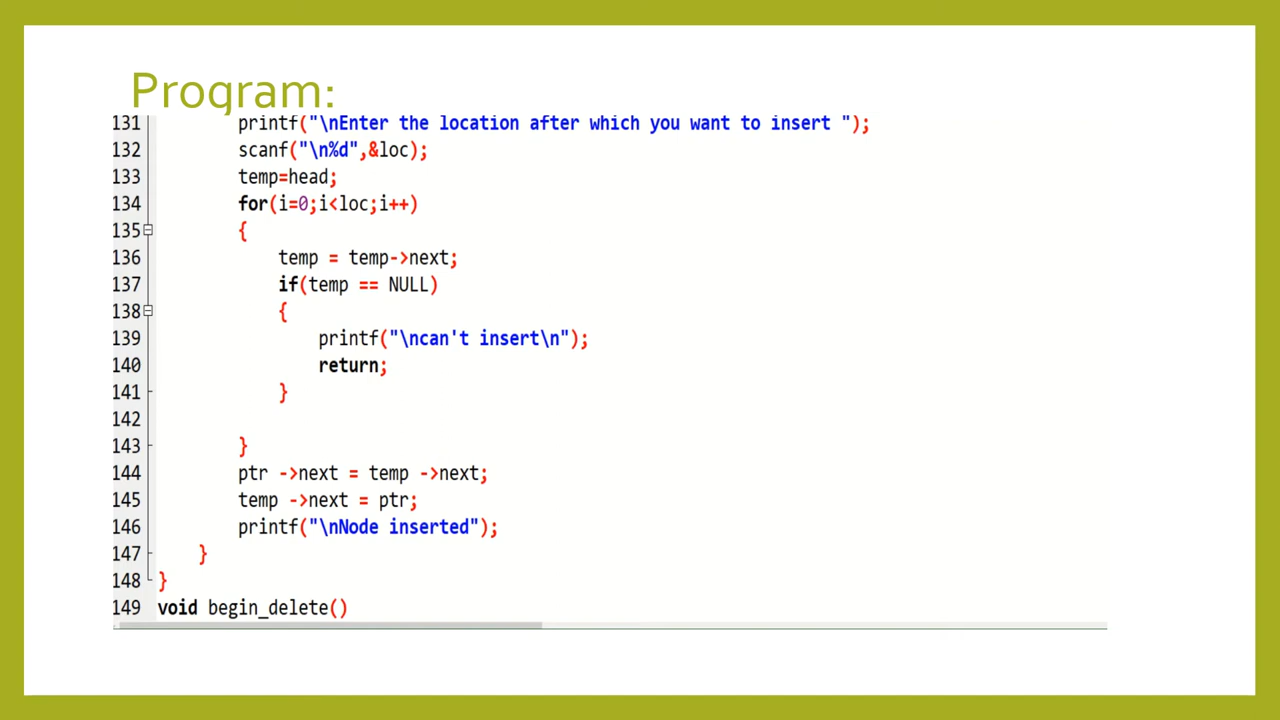 Program:
131 printf("\nEnter the location after which you want to insert ");
132 scanf("\n%d",&loc);
133 temp=head;
134 for(i=0;i<loc;i++)
135 {
136 temp = temp->next;
137 if(temp == NULL)
138 {
139 printf("\ncan't insert\n");
140 return;
141 }
142
143 }
144 ptr ->next = temp ->next;
145 temp ->next = ptr;
146 printf("\nNode inserted");
147 }
148 }
149 void begin_delete()